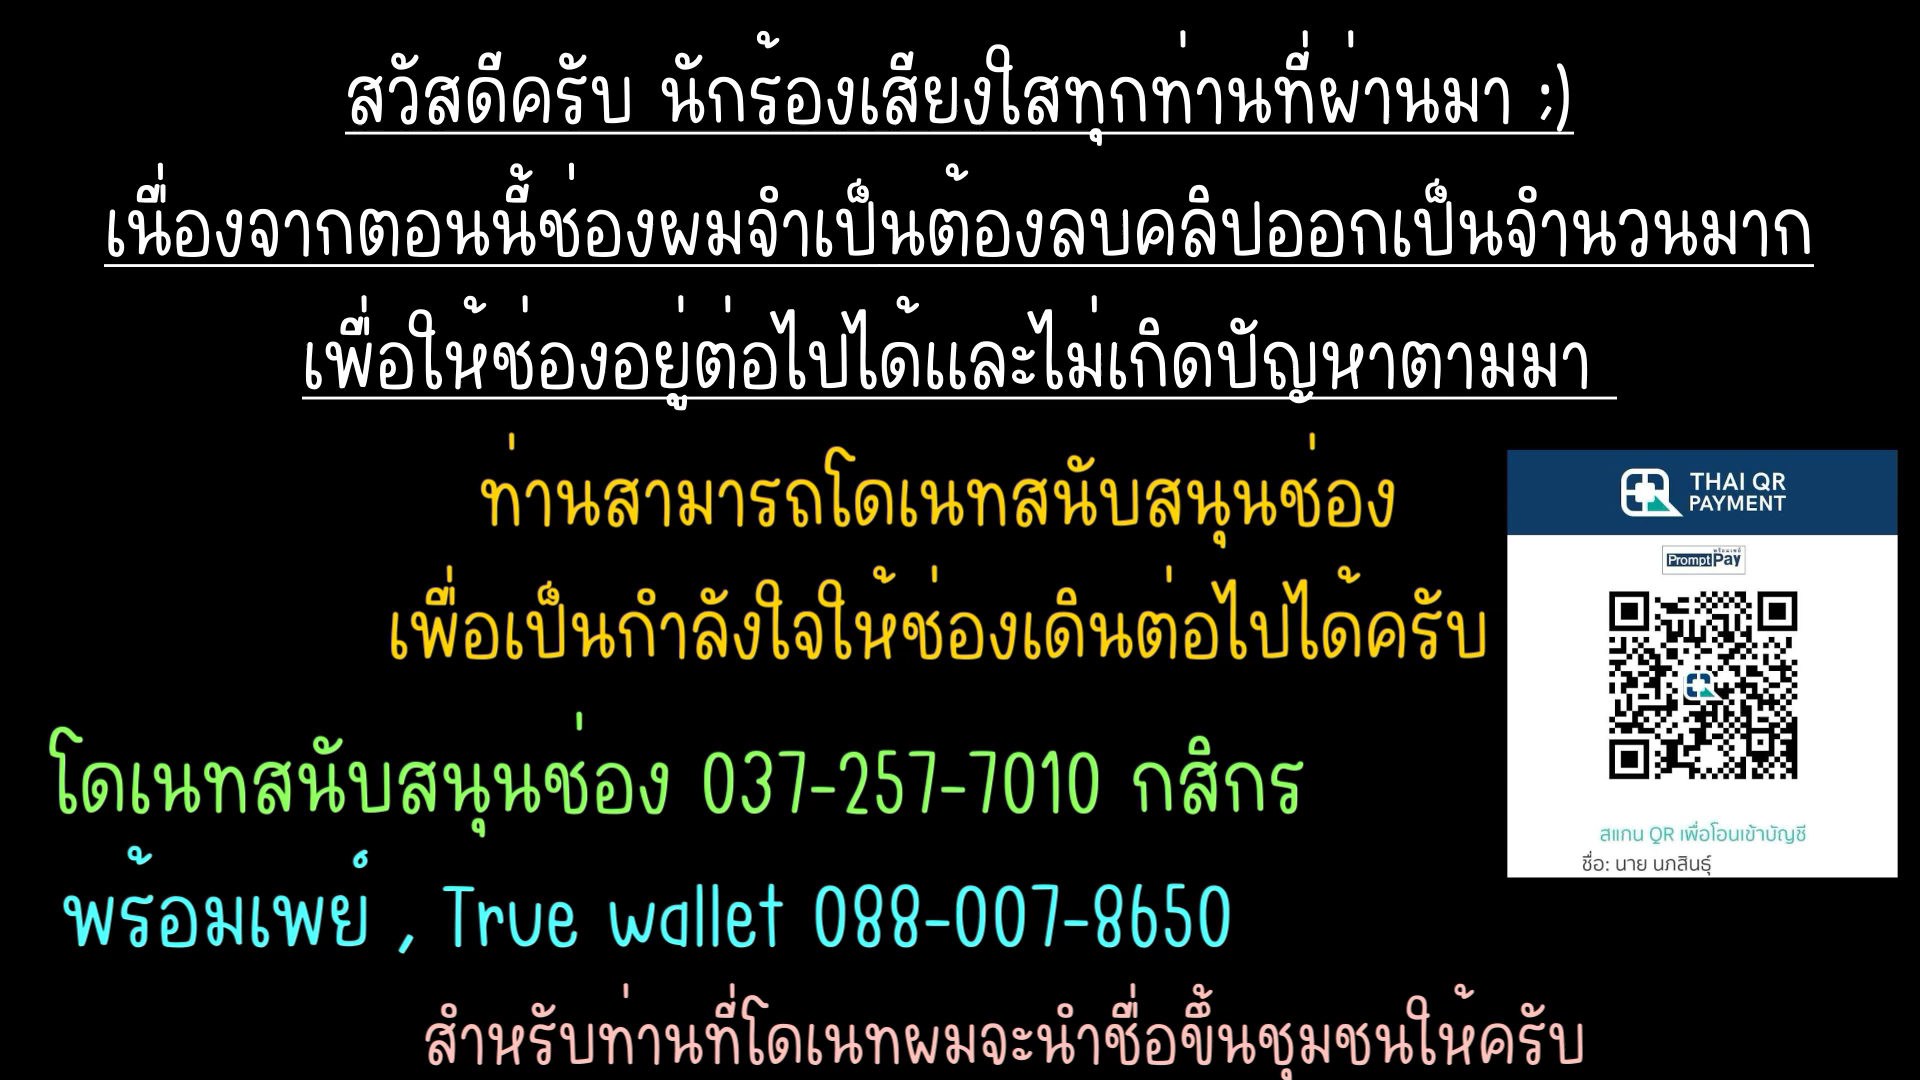 สวัสดีครับ นักร้องเสียงใสทุกท่านที่ผ่านมา ;)
เนื่องจากตอนนี้ช่องผมจำเป็นต้องลบคลิปออกเป็นจำนวนมาก
เพื่อให้ช่องอยู่ต่อไปได้และไม่เกิดปัญหาตามมา
ท่านสามารถโดเนทสนับสนุนช่อง
เพื่อเป็นกำลังใจให้ช่องเดินต่อไปได้ครับ
THAI QR
PAYMENT
พร้อมเพย์
PromptPay
สแกน QR เพื่อโอนเข้าบัญชี
ชื่อ: นาย นภสินธุ์
โดเนทสนับสนุนช่อง 037-257-7010 กสิกร
พร้อมเพย์ , True wallet 088-007-8650
สำหรับท่านที่โดเนทผมจะนำชื่อขึ้นชุมชนให้ครับ